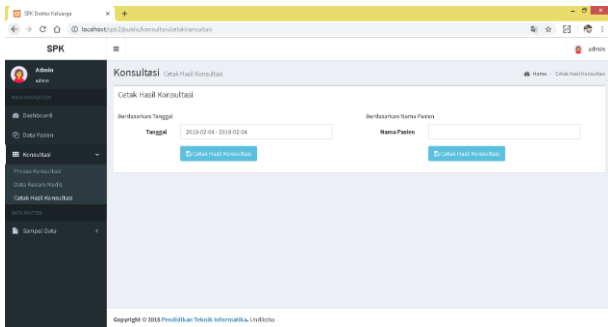 SPK Dokter Keluarga
localhost/spk2/public/konsultasi/cetakkonsultasi
SPK
admin
Admin
admin
Konsultasi Cetak Hasil Konsultasi
Home
Cetak Hasil Konsultasi
MAIN NAVIGATION
Dashboard
Data Pasien
Konsultasi
Proses Konsultasi
Data Rekam Medis
Cetak Hasil Konsultasi
DATA MASTER
Sampel Data
Cetak Hasil Konsultasi
Berdasarkan Tanggal
Tanggal
2018-02-04 - 2018-02-04
Cetak Hasil Konsultasi
Berdasarkan Nama Pasien
Nama Pasien
Cetak Hasil Konsultasi
Copyright © 2016 Pendidikan Teknik Informatika. Undiksha